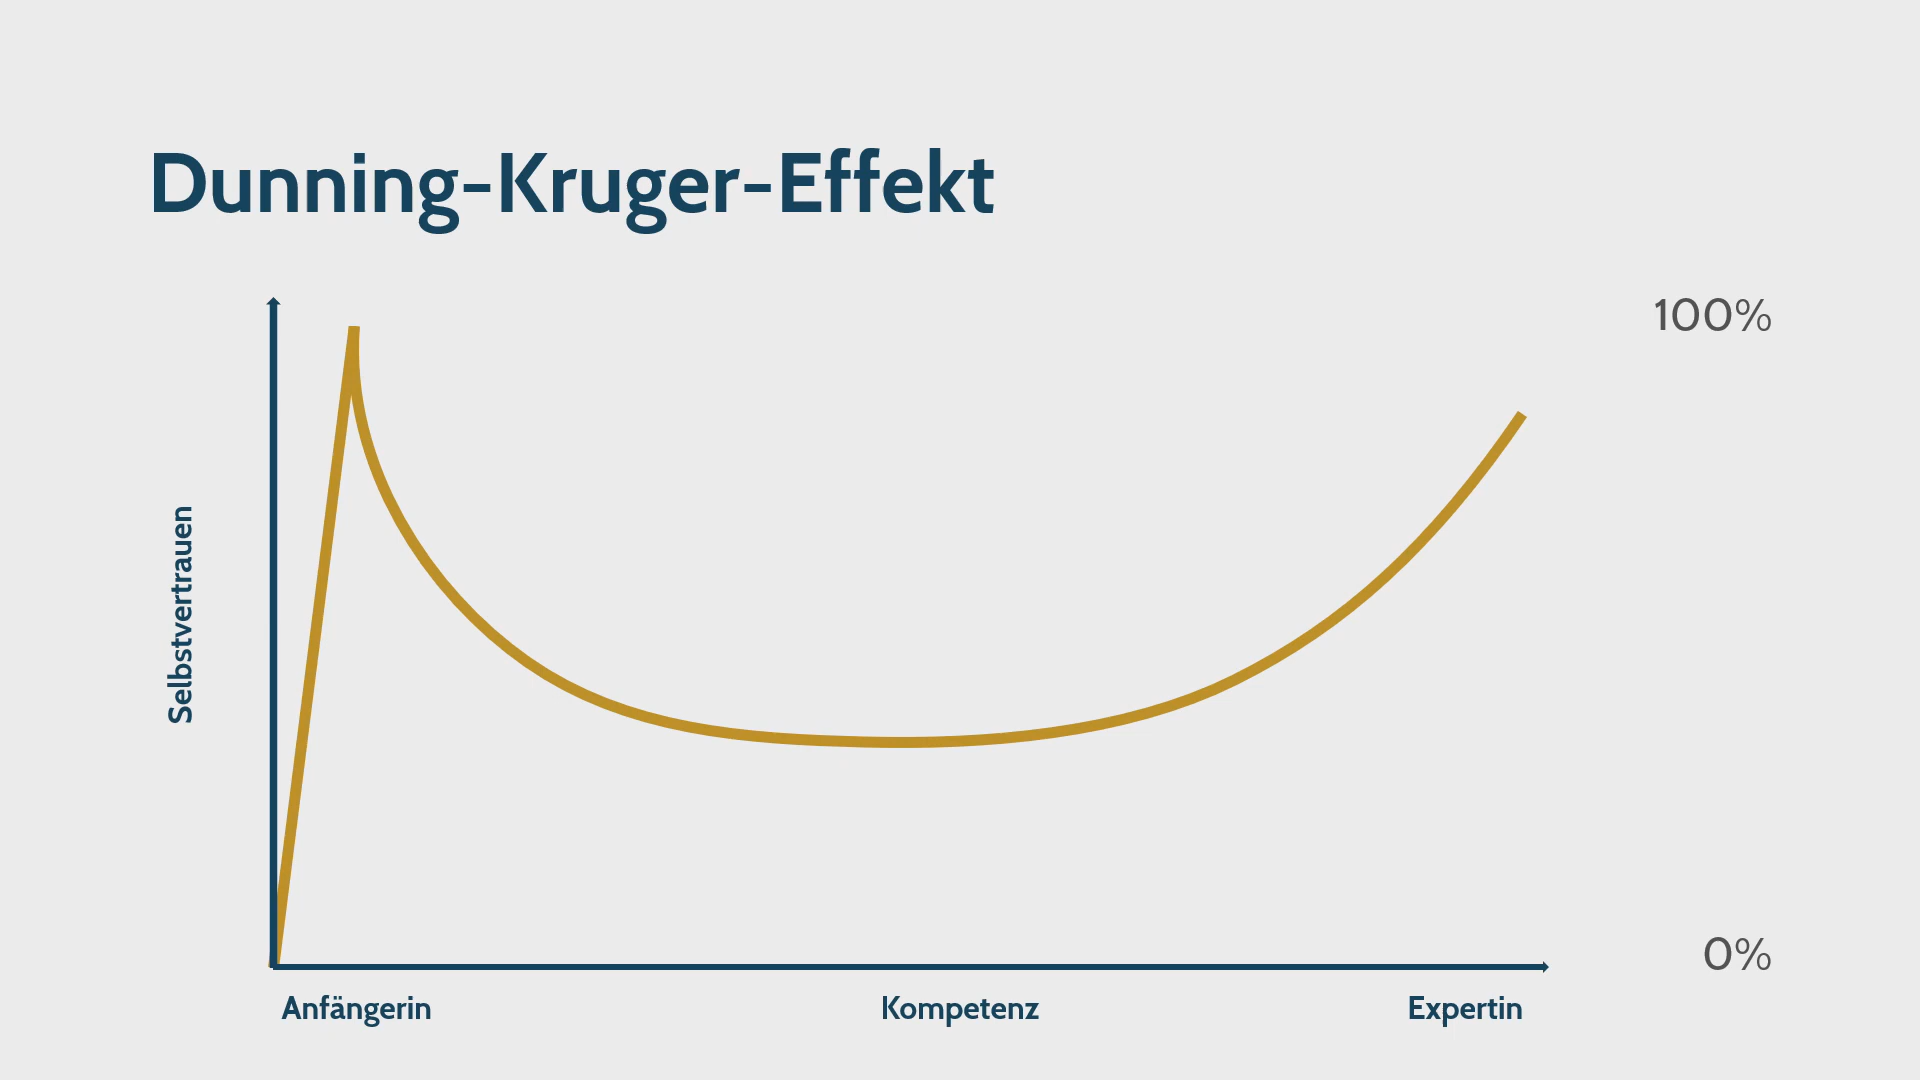 Dunning-Kruger-Effekt
100%
Selbstvertrauen
0%
Anfängerin
Kompetenz
Expertin